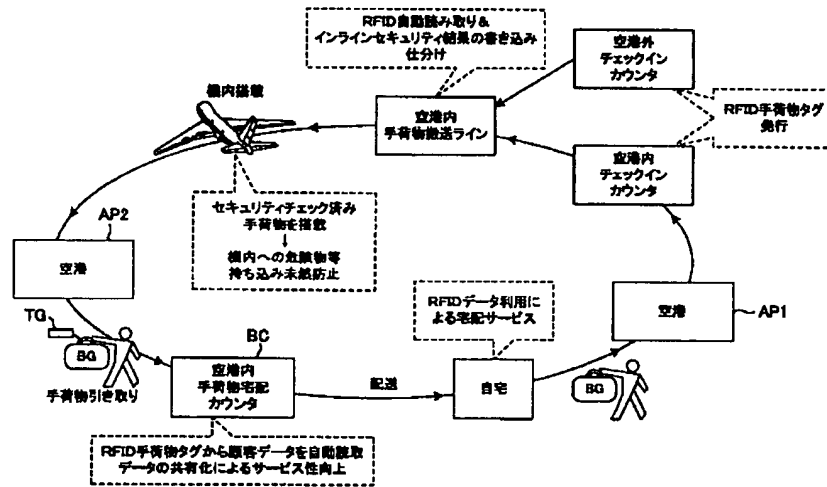 RFID自動読み取り＆
インラインセキュリティ結果の書き込み
仕分け
空港外
チェックイン
カウンタ
機内搭載
空港内
手荷物搬送ライン
RFID手荷物タグ
発行
空港内
チェックイン
カウンタ
セキュリティチェック済み
手荷物を搭載
↓
機内への危険物等
持ち込み未然防止
AP2
空港
RFIDデータ利用に
よる宅配サービス
空港
AP1
TG
BG
手荷物引き取り
BC
空港内
手荷物宅配
カウンタ
配送
自宅
BG
RFID手荷物タグから顧客データを自動読取
データの共有化によるサービス性向上